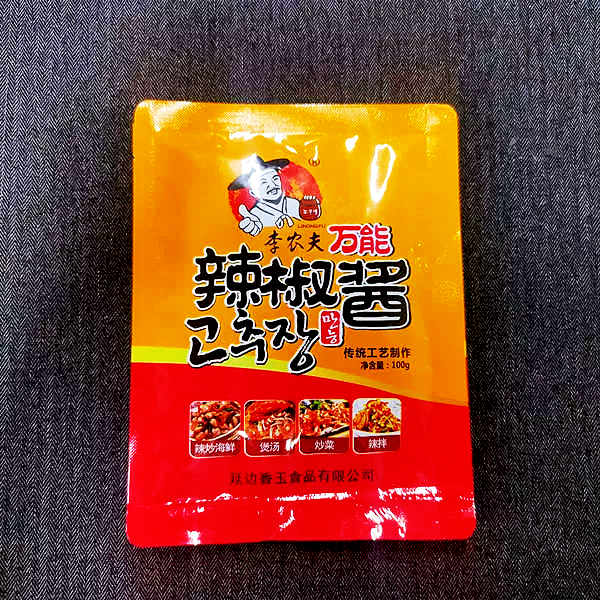 LINONGFU
李农夫 万能
辣椒酱
고추장 만능
传统工艺制作
净含量：100g
辣炒海鲜 煲汤 炒菜 辣拌
延边香玉食品有限公司